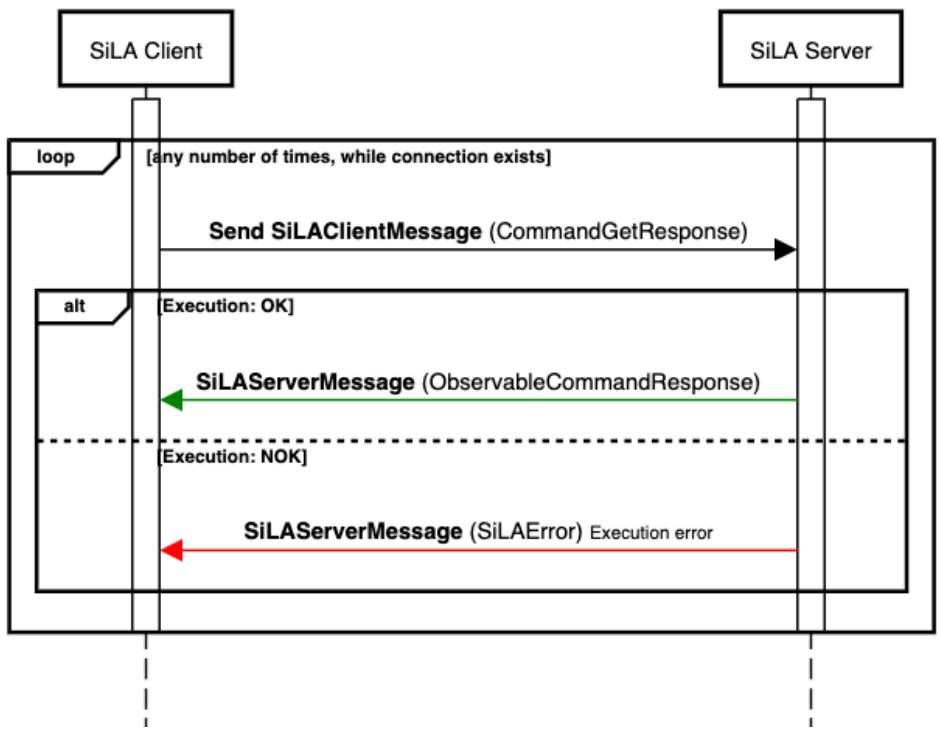 SiLA Client
SiLA Server
loop
[any number of times, while connection exists]
Send SiLAClientMessage (CommandGetResponse)
alt
[Execution: OK]
SiLAServerMessage (ObservableCommandResponse)
[Execution: NOK]
SiLAServerMessage (SiLAError) Execution error